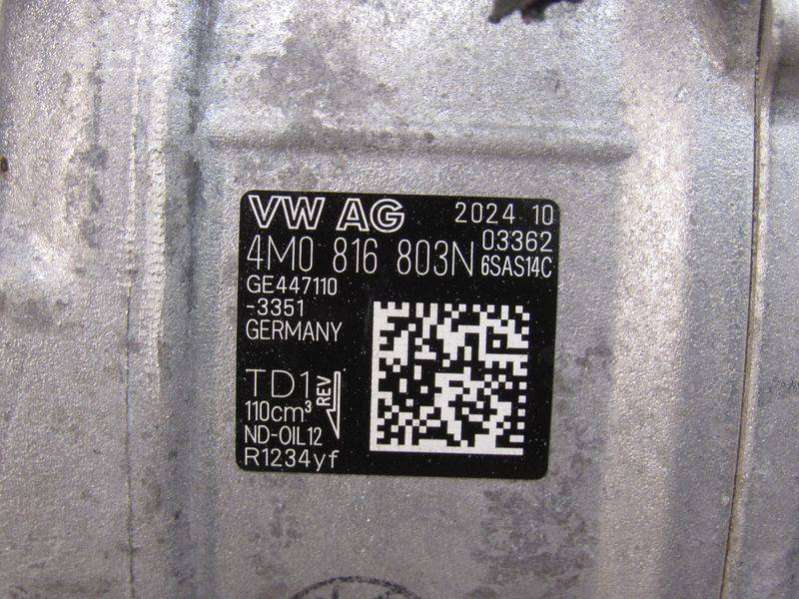 VW AG 2024 10
03362
4M0 816 803N 6SAS14C
GE447110
-3351
GERMANY
TD1 REV
110cm³
ND-OIL12
R1234yf